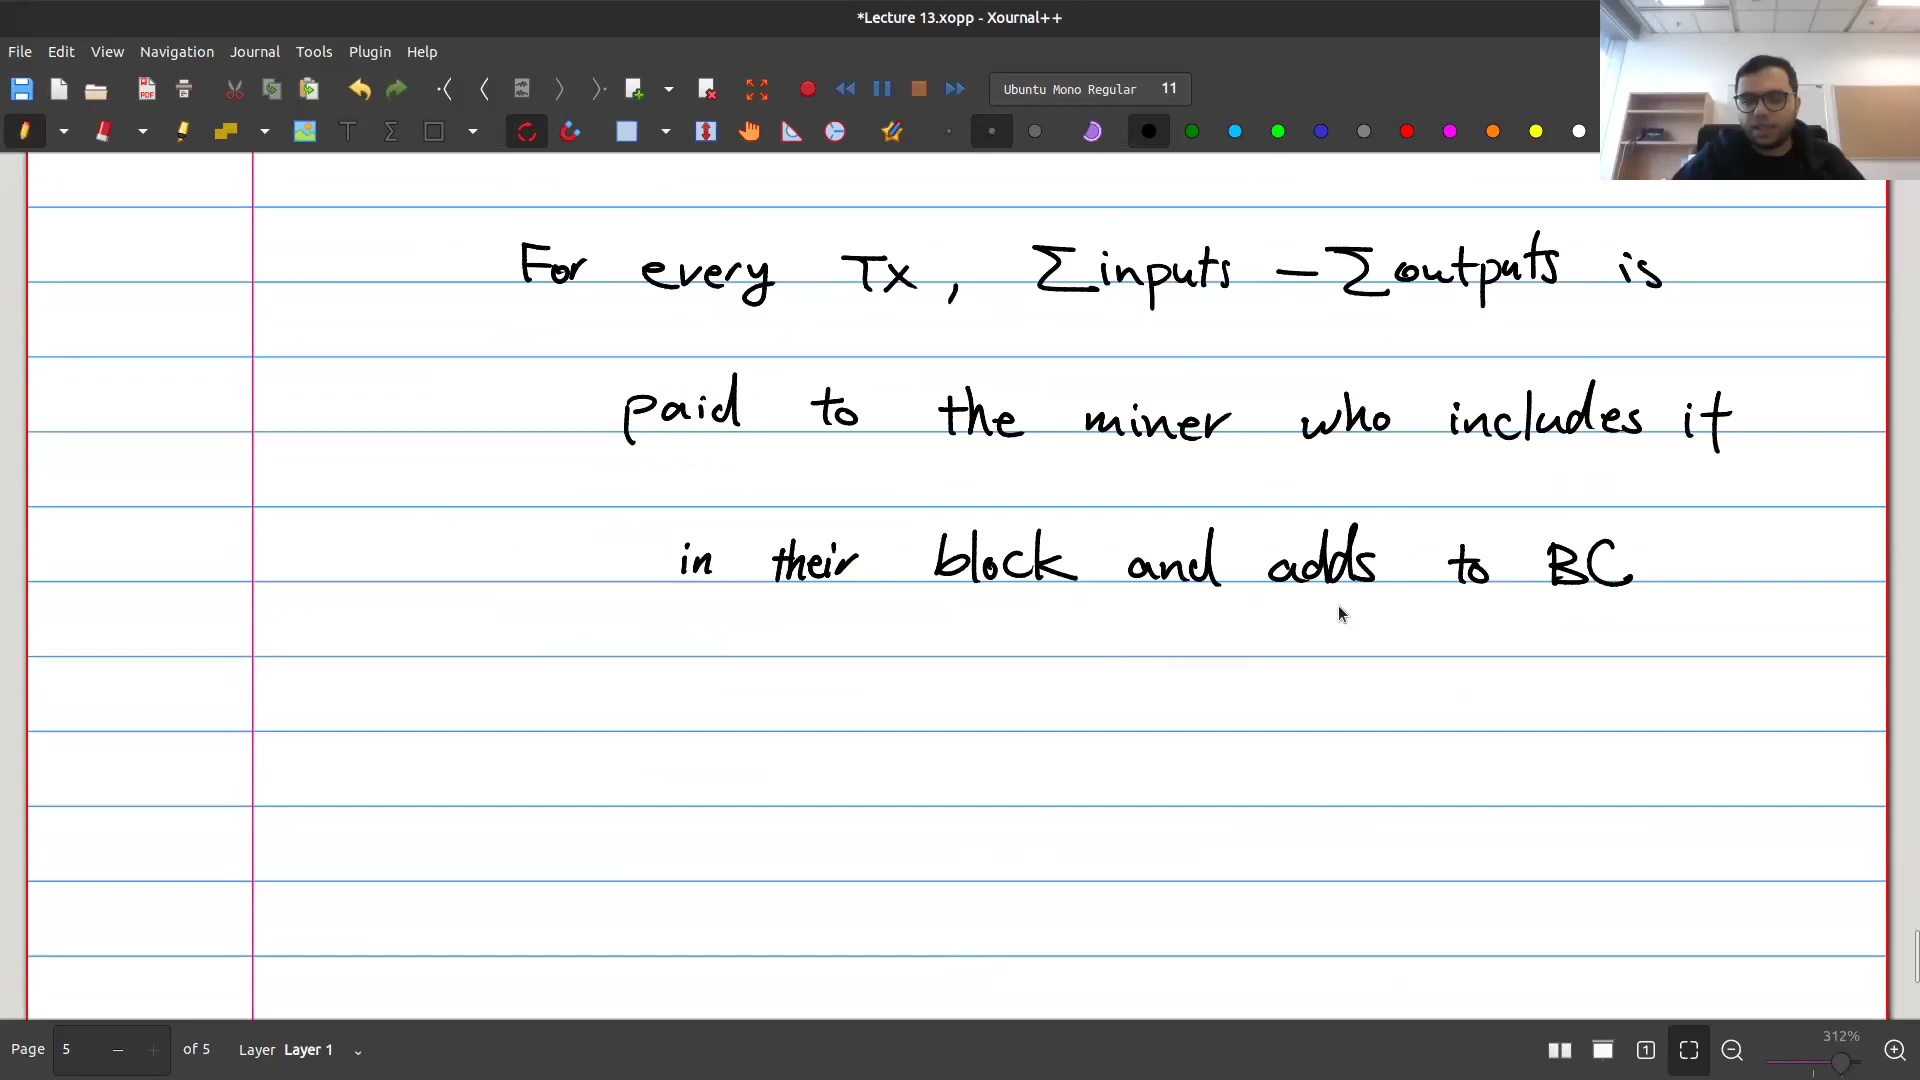 *Lecture 13.xopp - Xournal++
File Edit View Navigation Journal Tools Plugin Help
Ubuntu Mono Regular 11
For every Tx, Σinputs − Σoutputs is
paid to the miner who includes it
in their block and adds to BC
Page 5 of 5 Layer Layer 1
312%